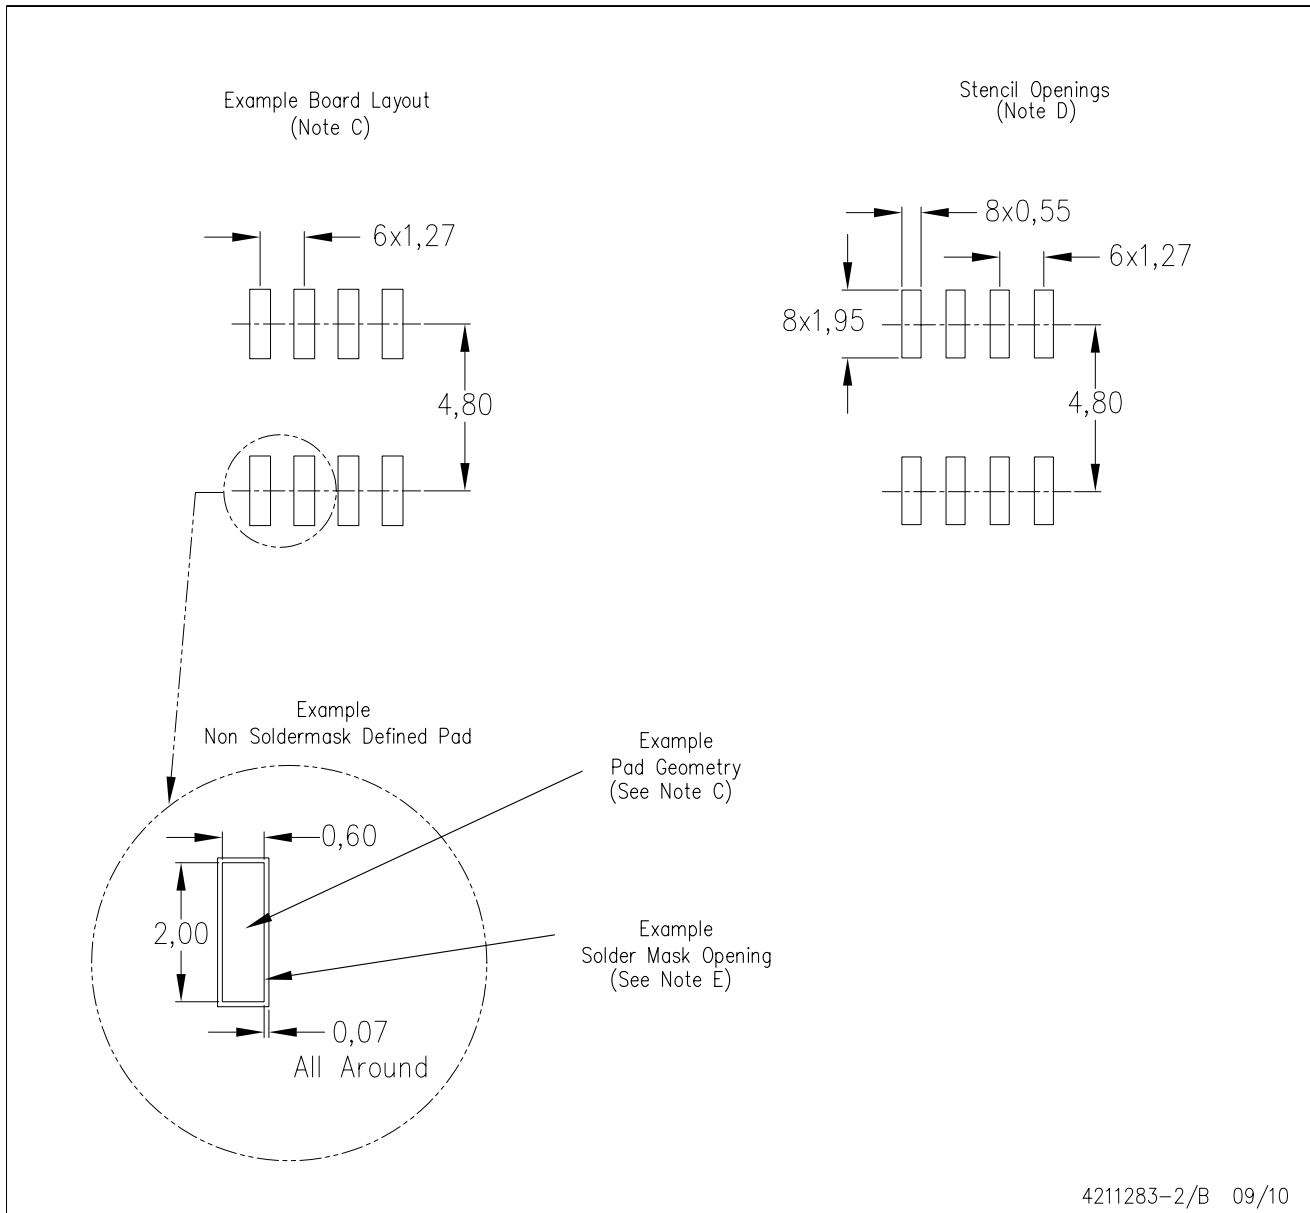 Example Board Layout
(Note C)
Stencil Openings
(Note D)
6x1,27
4,80
8x0,55
6x1,27
8x1,95
4,80
Example
Non Soldermask Defined Pad
Example
Pad Geometry
(See Note C)
0,60
2,00
Example
Solder Mask Opening
(See Note E)
0,07
All Around
4211283-2/B 09/10